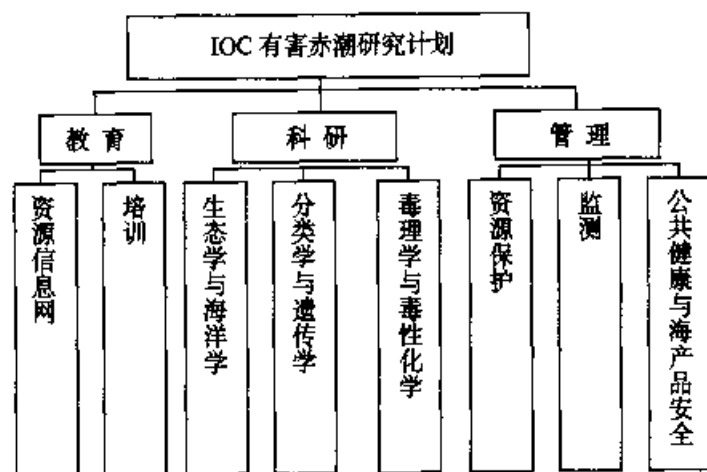 IOC 有害赤潮研究计划
教育
科研
管理
资源信息网
培训
生态学与海洋学
分类学与遗传学
毒理学与毒性化学
资源保护
监测
公共健康与海产品安全